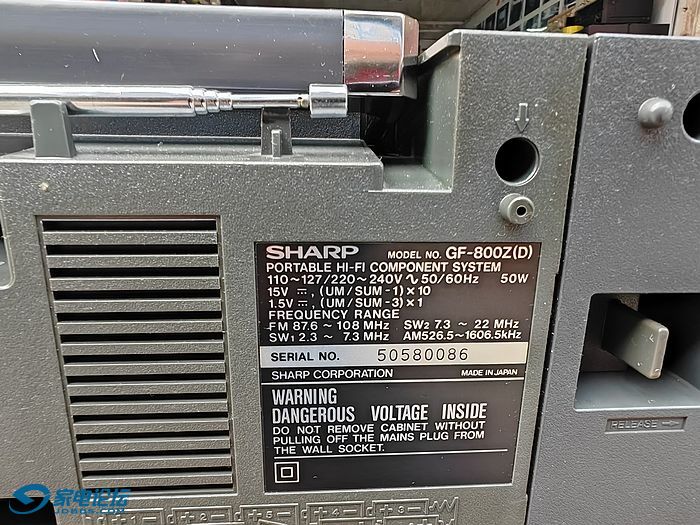 SHARP MODEL NO. GF-800Z(D)
PORTABLE HI-FI COMPONENT SYSTEM
110~127/220~240V ∿ 50/60Hz 50W
15V ⎓, (UM/SUM-1)×10
1.5V ⎓, (UM/SUM-3)×1
FREQUENCY RANGE
FM 87.6 ~ 108 MHz SW2 7.3 ~ 22 MHz
SW1 2.3 ~ 7.3 MHz AM526.5~1606.5kHz
SERIAL NO. 50580086
SHARP CORPORATION MADE IN JAPAN
WARNING
DANGEROUS VOLTAGE INSIDE
DO NOT REMOVE CABINET WITHOUT
PULLING OFF THE MAINS PLUG FROM
THE WALL SOCKET.
RELEASE
家电论坛
JDBBS.COM